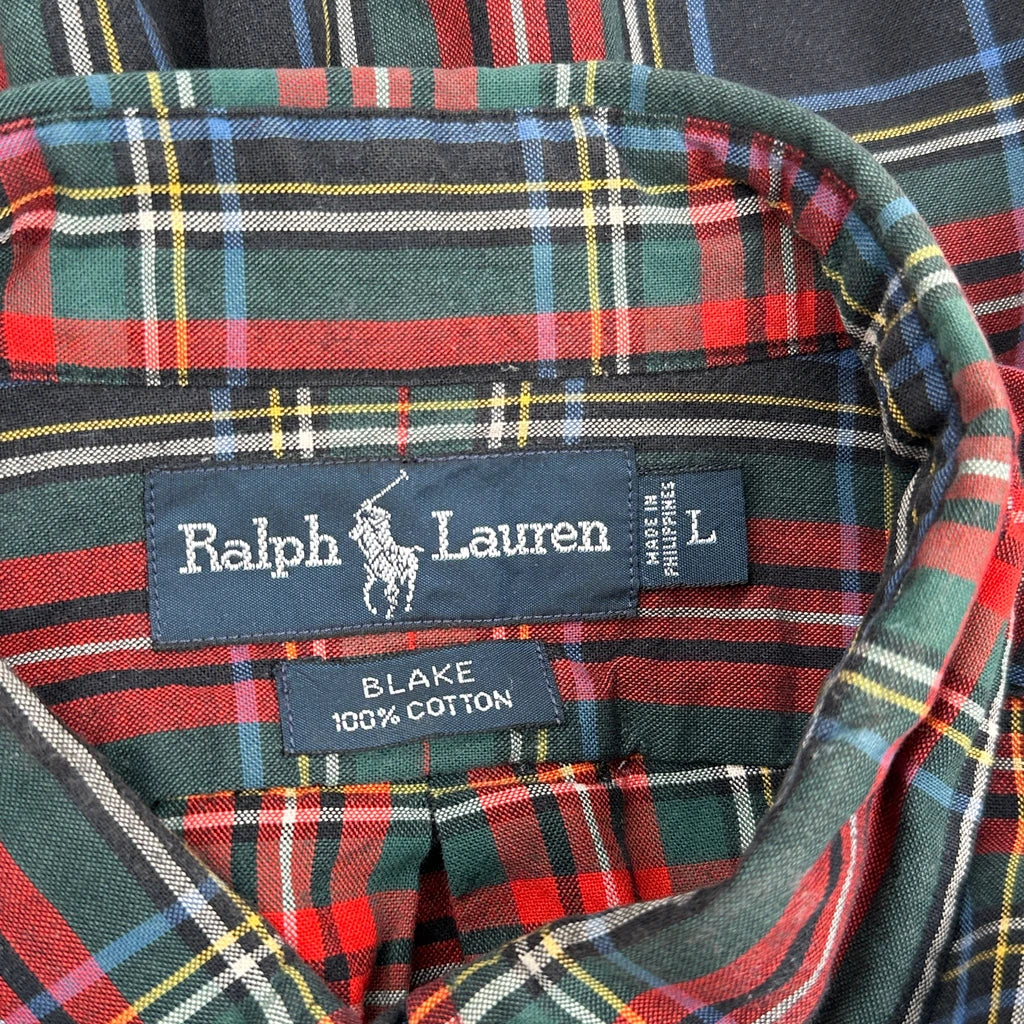 Ralph Lauren
MADE IN
PHILIPPINES
L
BLAKE
100% COTTON